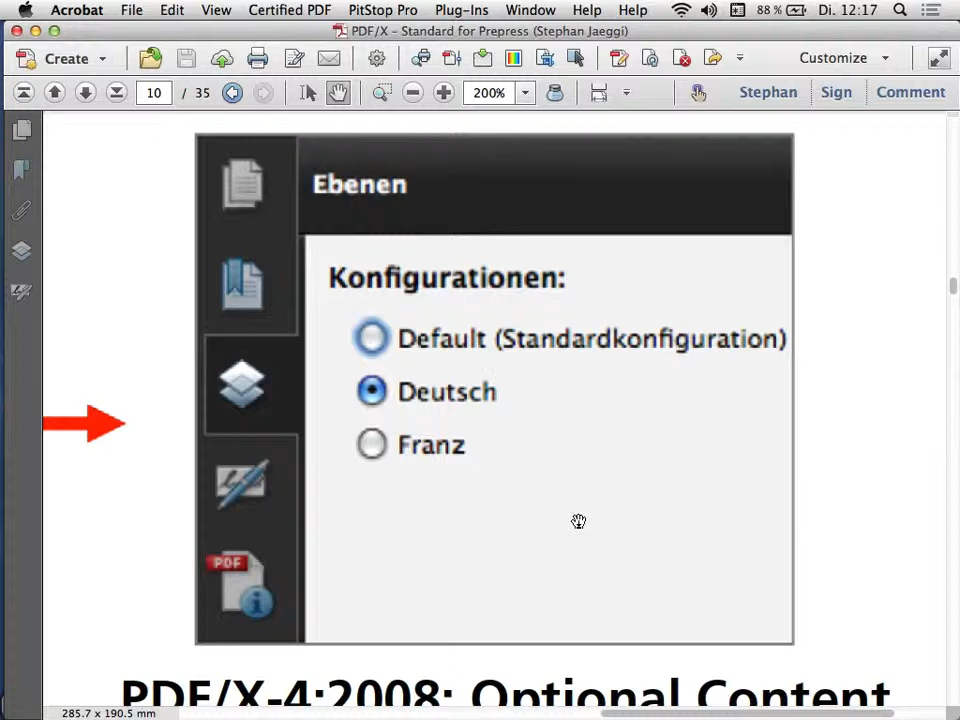 Acrobat File Edit View Certified PDF PitStop Pro Plug-Ins Window Help Help 88 % Di. 12:17
PDF/X - Standard for Prepress (Stephan Jaeggi)
Create Customize
10 / 35 200% Stephan Sign Comment
Ebenen
Konfigurationen:
Default (Standardkonfiguration)
Deutsch
Franz
PDF
PDF/X-4:2008: Optional Content
285.7 x 190.5 mm